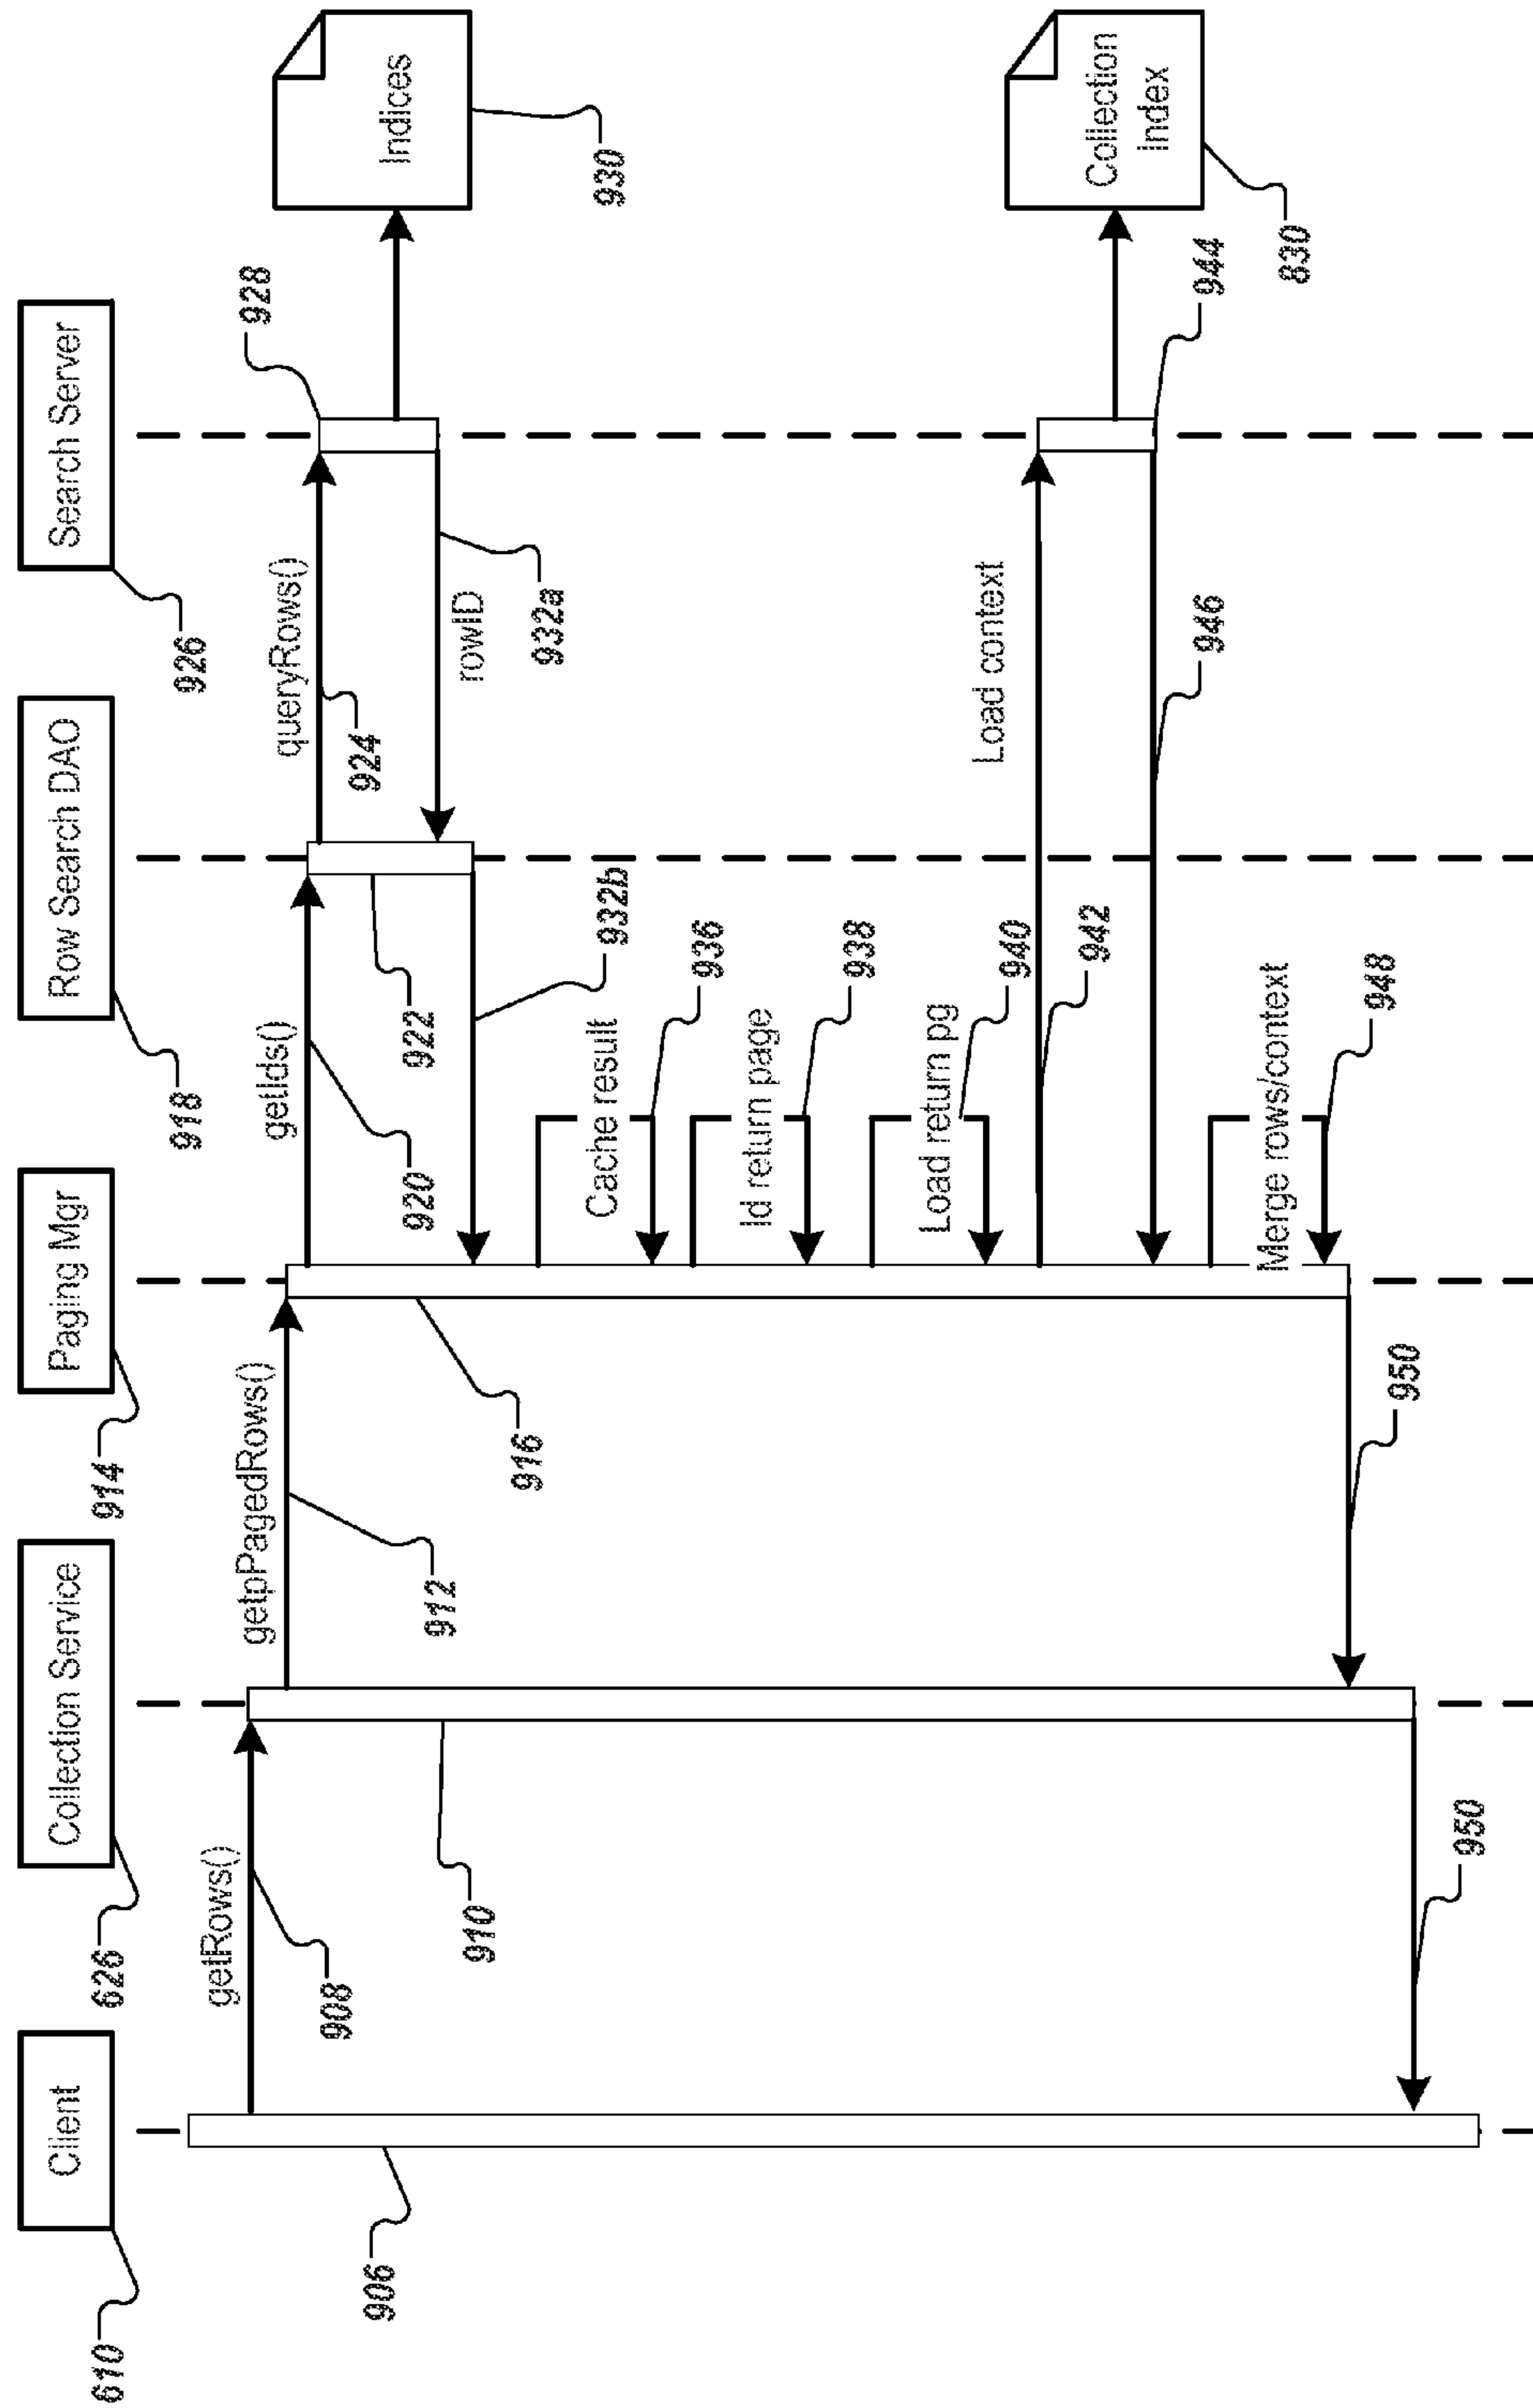 Client
610
Collection Service
626
Paging Mgr
914
Row Search DAO
918
Search Server
926
906
getRows()
908
910
getpPagedRows()
912
916
getIds()
920
922
queryRows()
924
928
Indices
930
rowID
932a
932b
Cache result
936
Id return page
938
Load return pg
940
Load context
942
Collection
index
830
944
946
Merge rows/context
948
950
950